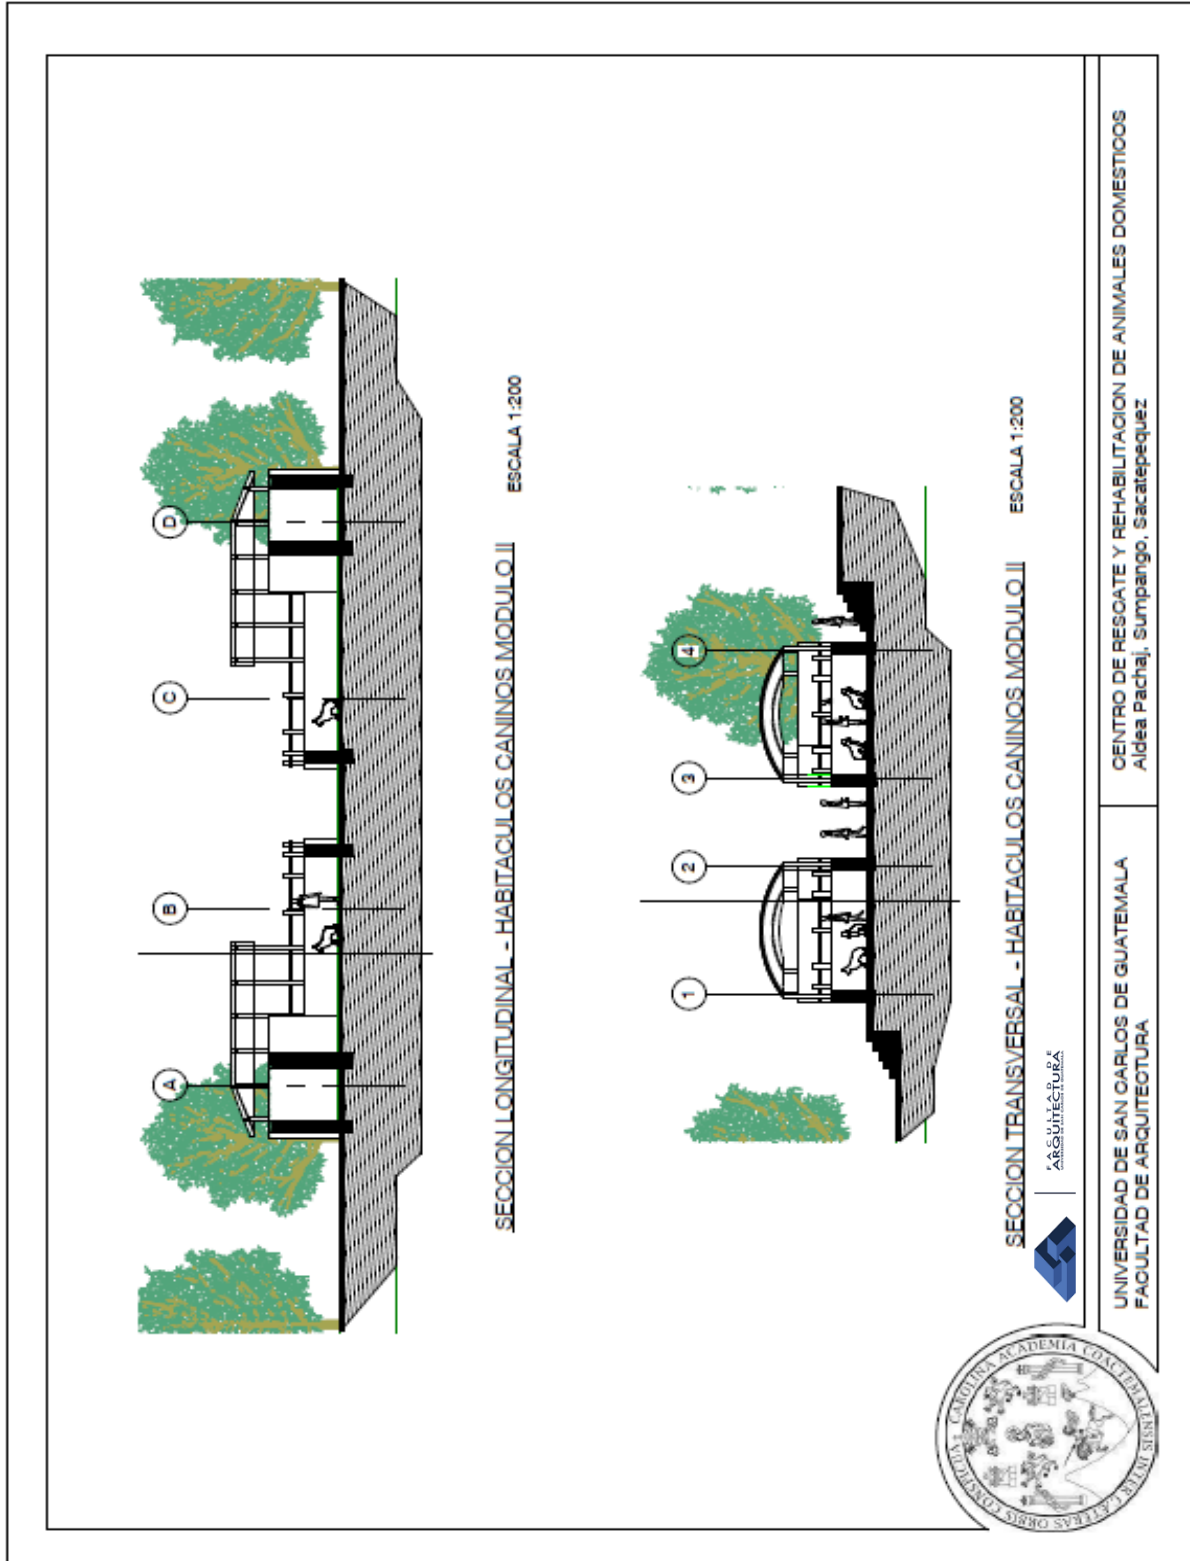 A
B
C
D
SECCION LONGITUDINAL - HABITACULOS CANINOS MODULO II
ESCALA 1:200
1
2
3
4
SECCION TRANSVERSAL - HABITACULOS CANINOS MODULO II
ESCALA 1:200
FACULTAD DE
ARQUITECTURA
CAROLINA ACADEMIA COACTEMALENSIS INTER CÆTERAS ORBIS CONSPICUA
UNIVERSIDAD DE SAN CARLOS DE GUATEMALA
FACULTAD DE ARQUITECTURA
CENTRO DE RESCATE Y REHABILITACION DE ANIMALES DOMESTICOS
Aldea Pachaj, Sumpango, Sacatepequez